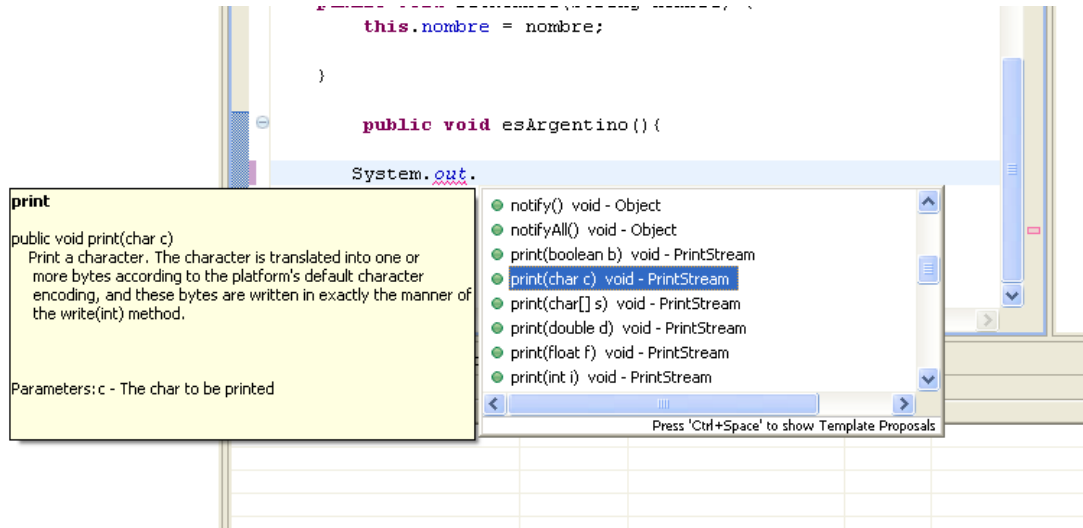 public void
this.nombre = nombre;
}
public void esArgentino(){
System.out.
print
public void print(char c)
Print a character. The character is translated into one or
more bytes according to the platform's default character
encoding, and these bytes are written in exactly the manner of
the write(int) method.
Parameters:c - The char to be printed
notify() void - Object
notifyAll() void - Object
print(boolean b) void - PrintStream
print(char c) void - PrintStream
print(char[] s) void - PrintStream
print(double d) void - PrintStream
print(float f) void - PrintStream
print(int i) void - PrintStream
Press 'Ctrl+Space' to show Template Proposals